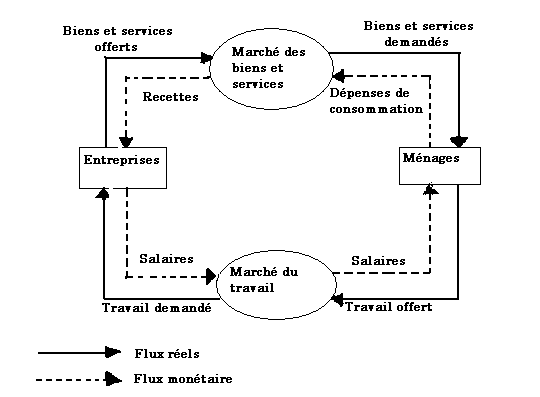 Biens et services
offerts
Biens et services
demandés
Marché des
biens et
services
Recettes
Dépenses de
consommation
Entreprises
Ménages
Salaires
Salaires
Marché du
travail
Travail demandé
Travail offert
Flux réels
Flux monétaire